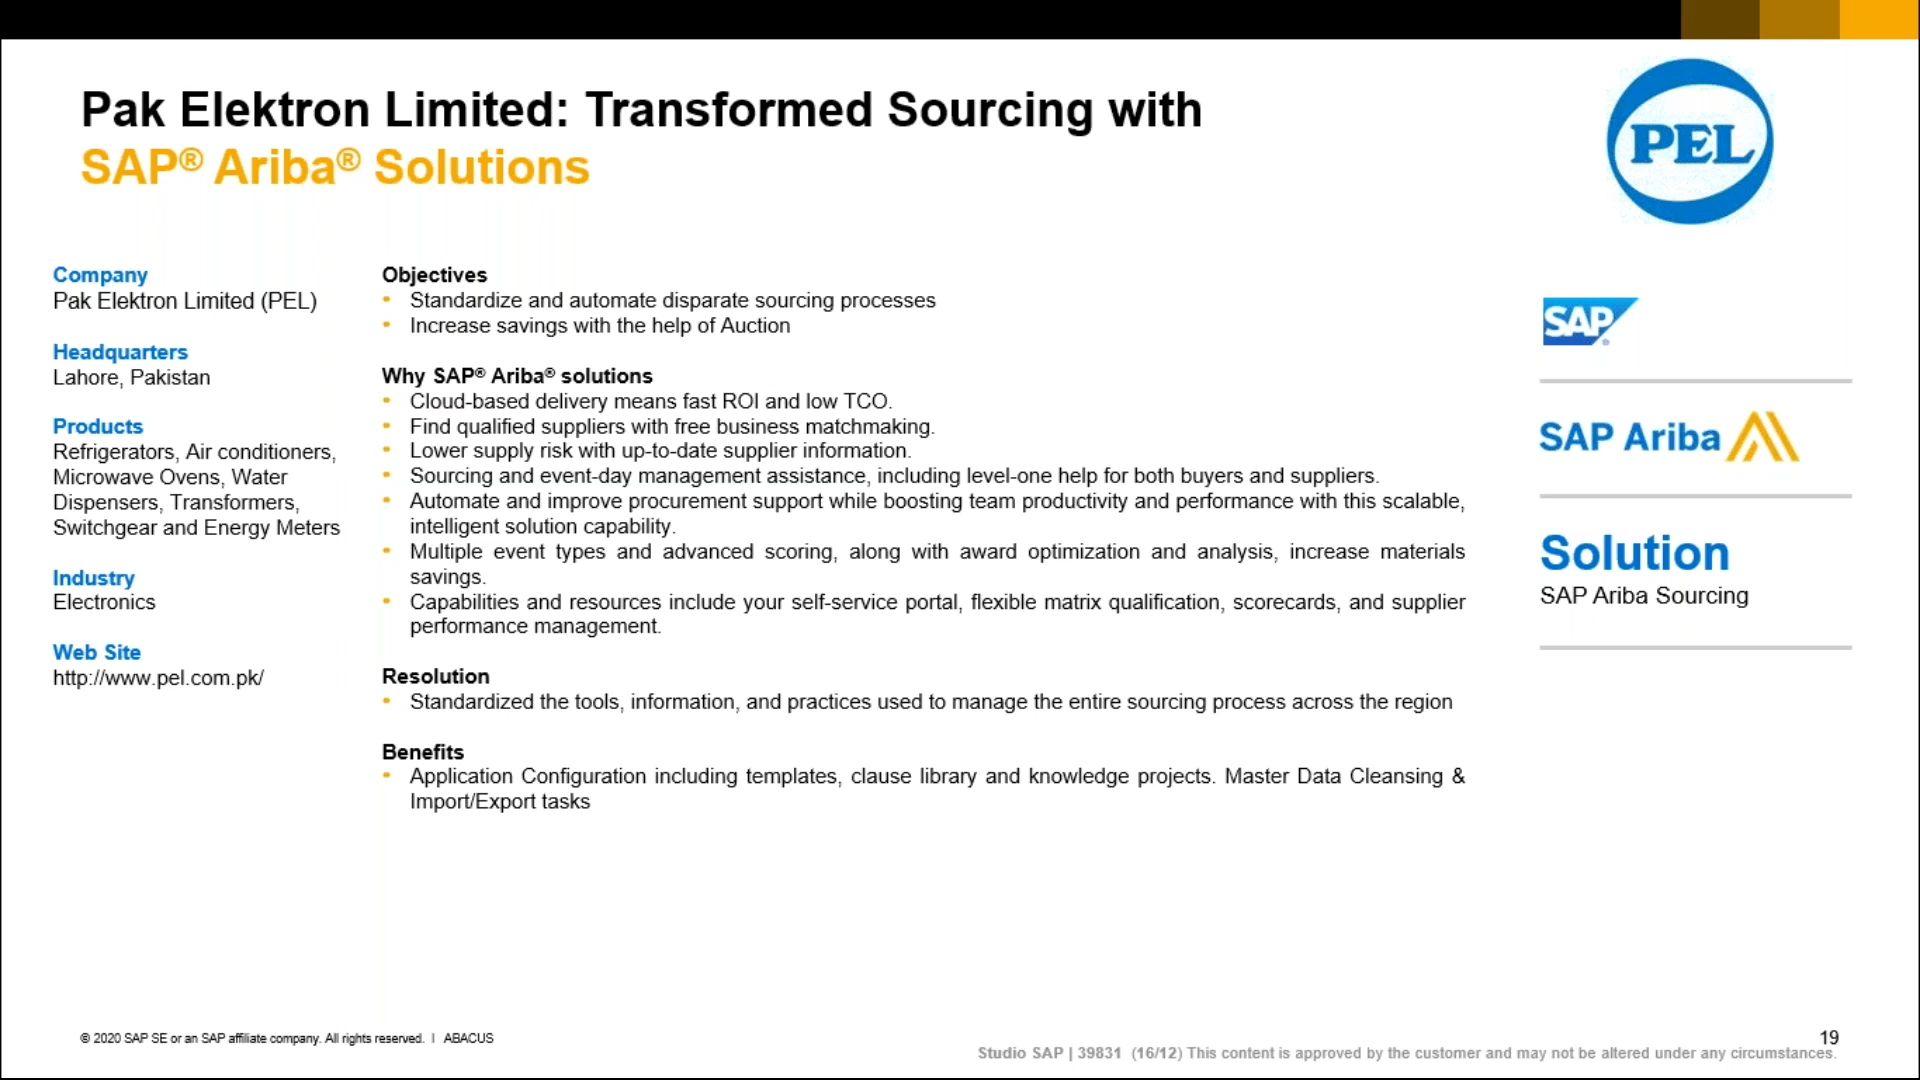 Pak Elektron Limited: Transformed Sourcing with
SAP® Ariba® Solutions
PEL
Company
Pak Elektron Limited (PEL)
Headquarters
Lahore, Pakistan
Products
Refrigerators, Air conditioners,
Microwave Ovens, Water
Dispensers, Transformers,
Switchgear and Energy Meters
Industry
Electronics
Web Site
http://www.pel.com.pk/
Objectives
• Standardize and automate disparate sourcing processes
• Increase savings with the help of Auction
Why SAP® Ariba® solutions
• Cloud-based delivery means fast ROI and low TCO.
• Find qualified suppliers with free business matchmaking.
• Lower supply risk with up-to-date supplier information.
• Sourcing and event-day management assistance, including level-one help for both buyers and suppliers.
• Automate and improve procurement support while boosting team productivity and performance with this scalable,
intelligent solution capability.
• Multiple event types and advanced scoring, along with award optimization and analysis, increase materials
savings.
• Capabilities and resources include your self-service portal, flexible matrix qualification, scorecards, and supplier
performance management.
Resolution
• Standardized the tools, information, and practices used to manage the entire sourcing process across the region
Benefits
• Application Configuration including templates, clause library and knowledge projects. Master Data Cleansing &
Import/Export tasks
SAP®
SAP Ariba
Solution
SAP Ariba Sourcing
© 2020 SAP SE or an SAP affiliate company. All rights reserved. | ABACUS
19
Studio SAP | 39831 (16/12) This content is approved by the customer and may not be altered under any circumstances.